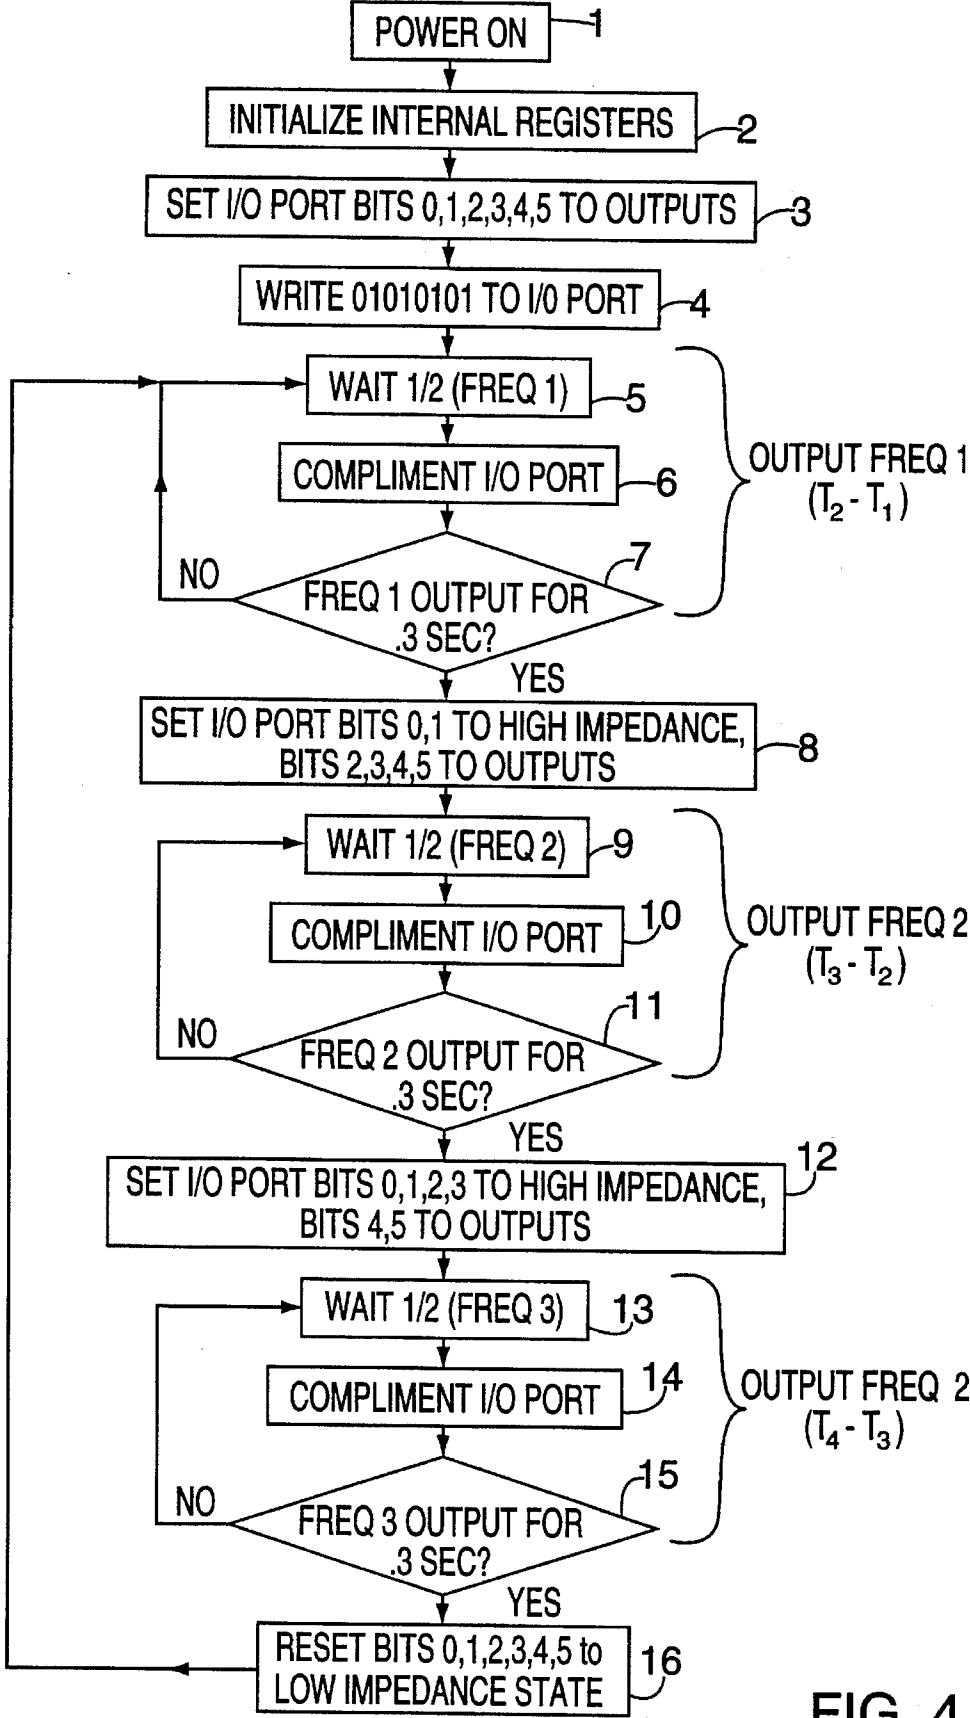 POWER ON
1
INITIALIZE INTERNAL REGISTERS
2
SET I/O PORT BITS 0,1,2,3,4,5 TO OUTPUTS
3
WRITE 01010101 TO I/0 PORT
4
WAIT 1/2 (FREQ 1)
5
COMPLIMENT I/O PORT
6
OUTPUT FREQ 1
(T2 - T1)
7
NO
FREQ 1 OUTPUT FOR
.3 SEC?
YES
SET I/O PORT BITS 0,1 TO HIGH IMPEDANCE,
BITS 2,3,4,5 TO OUTPUTS
8
WAIT 1/2 (FREQ 2)
9
COMPLIMENT I/O PORT
10
OUTPUT FREQ 2
(T3 - T2)
11
NO
FREQ 2 OUTPUT FOR
.3 SEC?
YES
12
SET I/O PORT BITS 0,1,2,3 TO HIGH IMPEDANCE,
BITS 4,5 TO OUTPUTS
WAIT 1/2 (FREQ 3)
13
COMPLIMENT I/O PORT
14
OUTPUT FREQ 2
(T4 - T3)
15
NO
FREQ 3 OUTPUT FOR
.3 SEC?
YES
RESET BITS 0,1,2,3,4,5 to
LOW IMPEDANCE STATE
16
FIG. 4